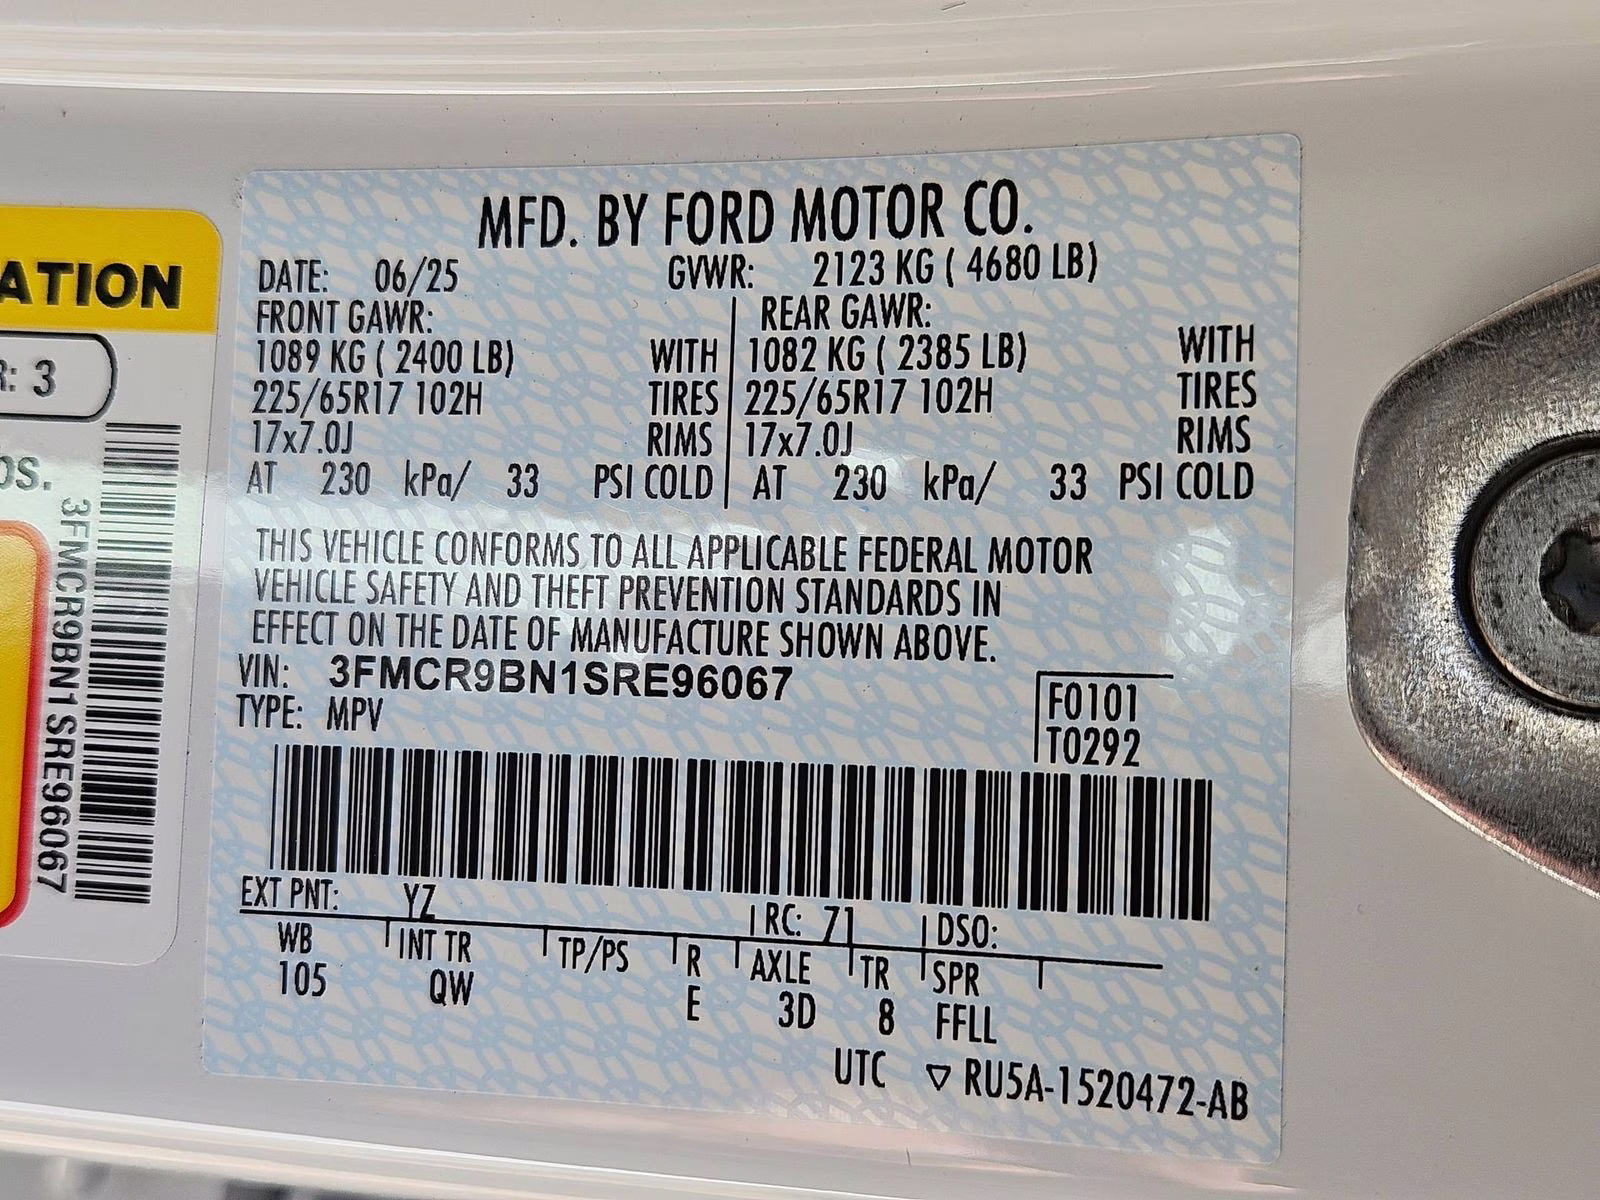 MFD. BY FORD MOTOR CO.
DATE: 06/25 GVWR: 2123 KG ( 4680 LB)
FRONT GAWR: REAR GAWR:
1089 KG ( 2400 LB) WITH 1082 KG ( 2385 LB) WITH
225/65R17 102H TIRES 225/65R17 102H TIRES
17x7.0J RIMS 17x7.0J RIMS
AT 230 kPa/ 33 PSI COLD AT 230 kPa/ 33 PSI COLD
THIS VEHICLE CONFORMS TO ALL APPLICABLE FEDERAL MOTOR
VEHICLE SAFETY AND THEFT PREVENTION STANDARDS IN
EFFECT ON THE DATE OF MANUFACTURE SHOWN ABOVE.
VIN: 3FMCR9BN1SRE96067
TYPE: MPV
F0101
T0292
EXT PNT: YZ RC: 71 DSO:
WB INT TR TP/PS R AXLE TR SPR
105 QW E 3D 8 FFLL
UTC ▽ RU5A-1520472-AB
ATION
R: 3
3FMCR9BN1SRE96067